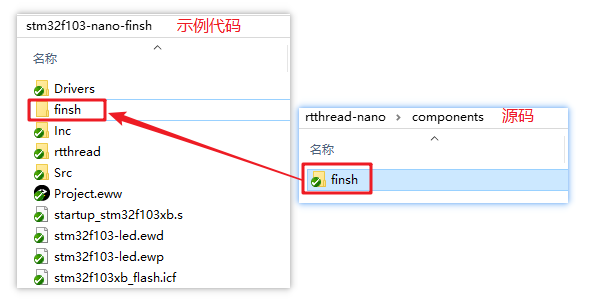 stm32f103-nano-finsh 示例代码
名称
Drivers
finsh
Inc
rtthread
Src
Project.eww
startup_stm32f103xb.s
stm32f103-led.ewd
stm32f103-led.ewp
stm32f103xb_flash.icf
rtthread-nano › components 源码
名称
finsh